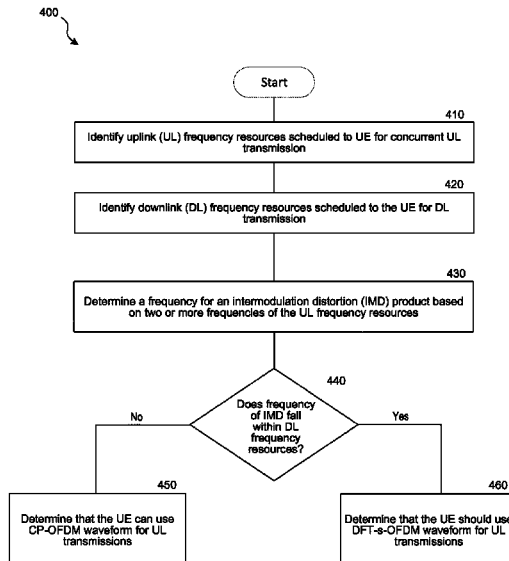 400
Start
410
Identify uplink (UL) frequency resources scheduled to UE for concurrent UL
transmission
420
Identify downlink (DL) frequency resources scheduled to the UE for DL
transmission
430
Determine a frequency for an intermodulation distortion (IMD) product based
on two or more frequencies of the UL frequency resources
440
Does frequency
of IMD fall
within DL
frequency
resources?
No
Yes
450
Determine that the UE can use
CP-OFDM waveform for UL
transmissions
460
Determine that the UE should use
DFT-s-OFDM waveform for UL
transmissions